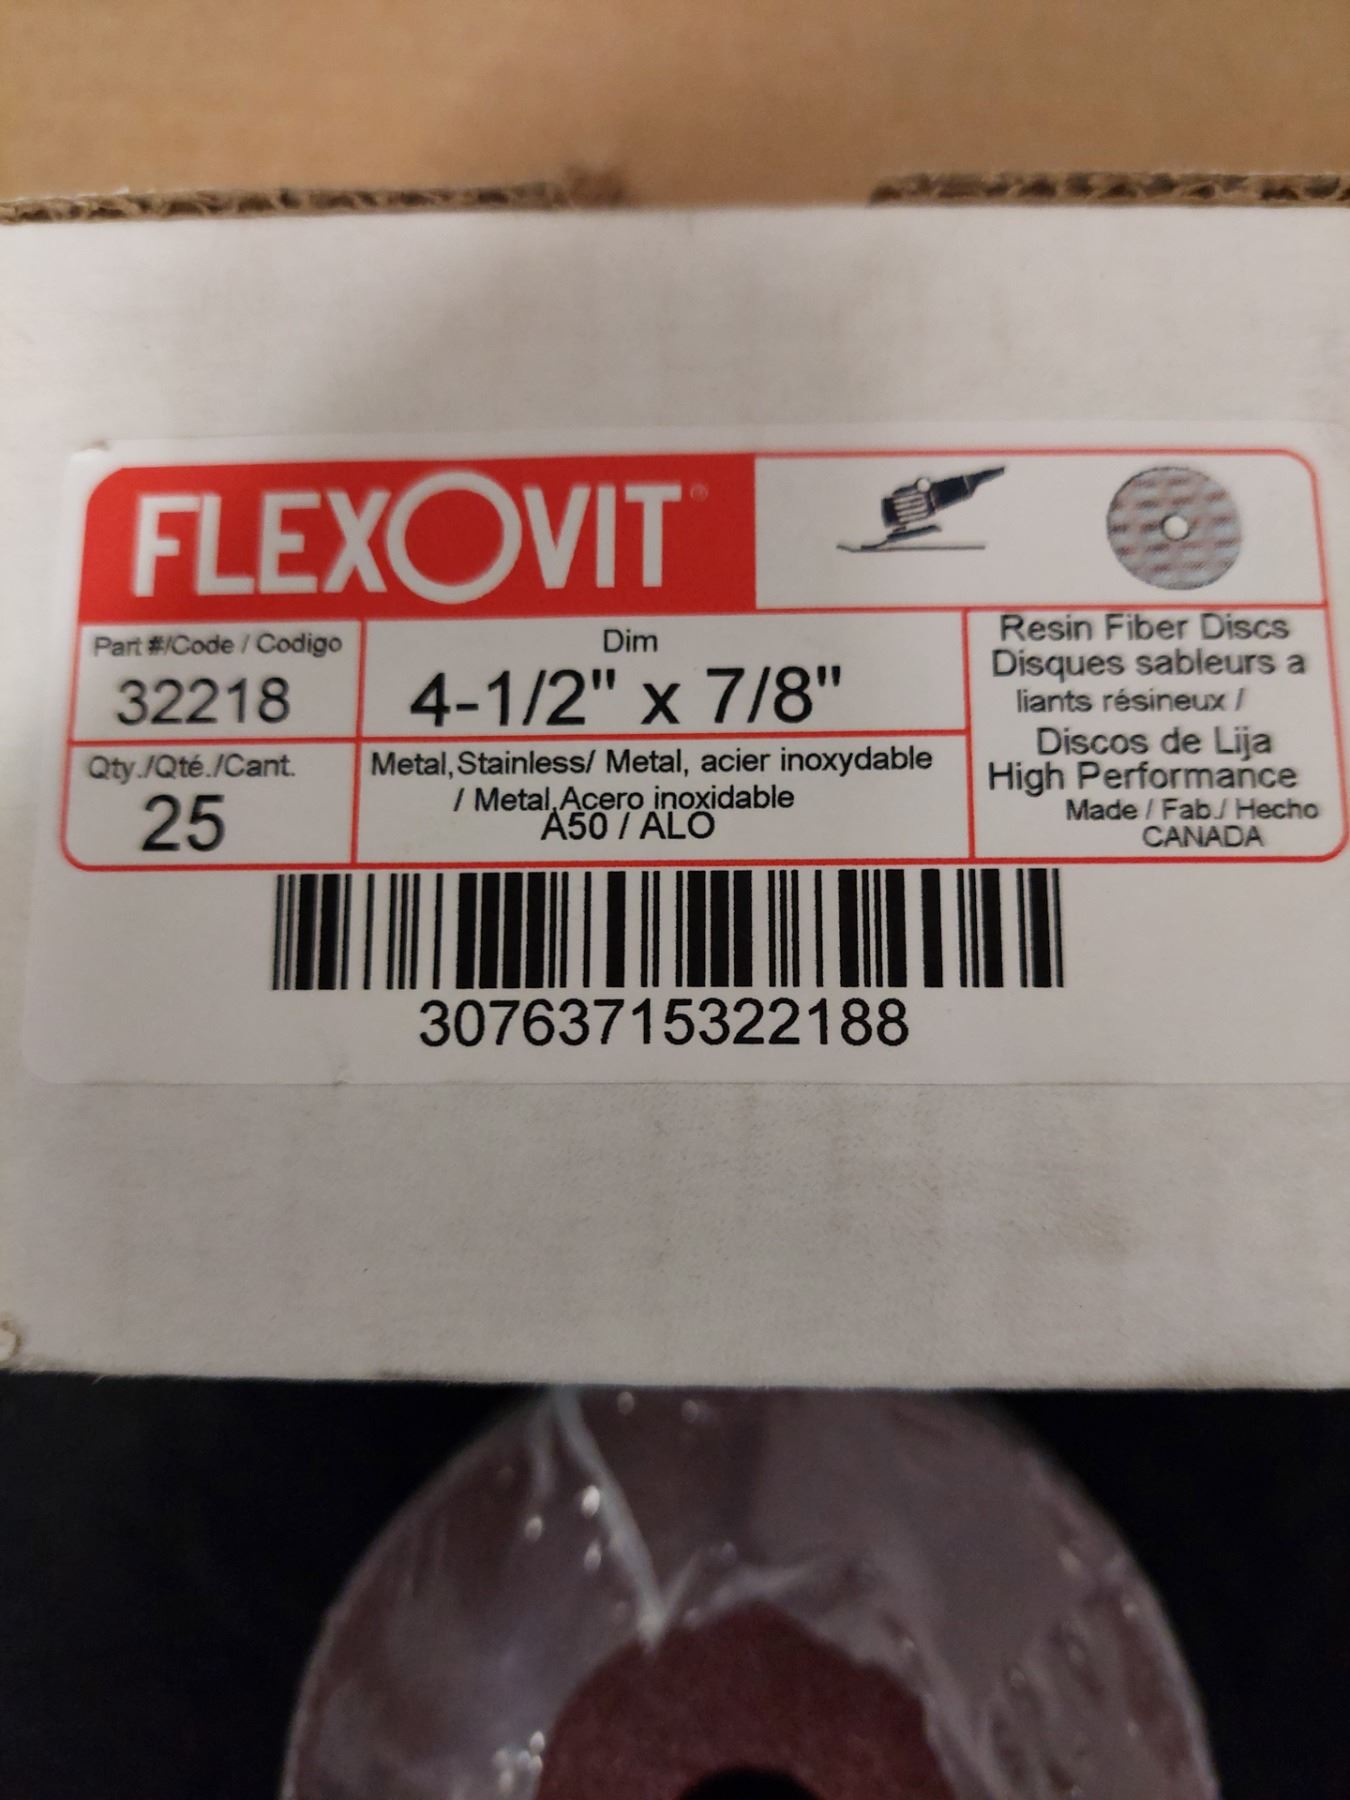 FLEXOVIT®
Part #/Code / Codigo
32218
Dim
4-1/2" x 7/8"
Resin Fiber Discs
Disques sableurs a
liants résineux /
Discos de Lija
High Performance
Made / Fab./ Hecho
CANADA
Qty./Qté./Cant.
25
Metal,Stainless/ Metal, acier inoxydable
/ Metal,Acero inoxidable
A50 / ALO
30763715322188